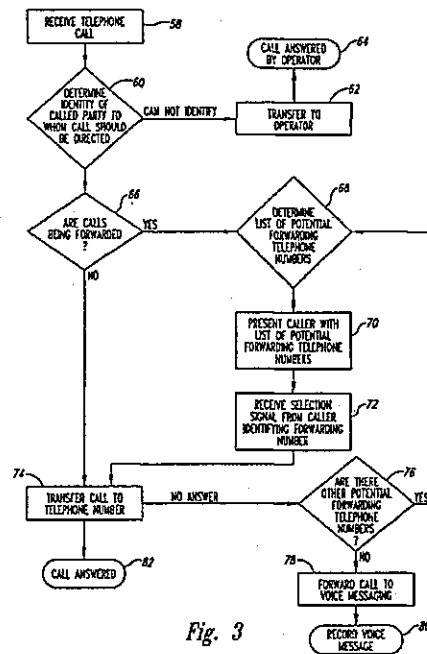 RECEIVE TELEPHONE
CALL
58
DETERMINE
IDENTITY OF
CALLED PARTY TO
WHOM CALL SHOULD
BE DIRECTED
60
CAN NOT IDENTIFY
TRANSFER TO
OPERATOR
62
CALL ANSWERED
BY OPERATOR
64
ARE CALLS
BEING FORWARDED
?
66
YES
NO
DETERMINE
LIST OF POTENTIAL
FORWARDING
TELEPHONE
NUMBERS
68
PRESENT CALLER WITH
LIST OF POTENTIAL
FORWARDING TELEPHONE
NUMBERS
70
RECEIVE SELECTION
SIGNAL FROM CALLER
IDENTIFYING FORWARDING
NUMBER
72
74
TRANSFER CALL TO
TELEPHONE NUMBER
NO ANSWER
ARE THERE
OTHER POTENTIAL
FORWARDING
TELEPHONE
NUMBERS
?
76
YES
NO
CALL ANSWERED
82
78
FORWARD CALL TO
VOICE MESSAGING
RECORD VOICE
MESSAGE
Fig. 3